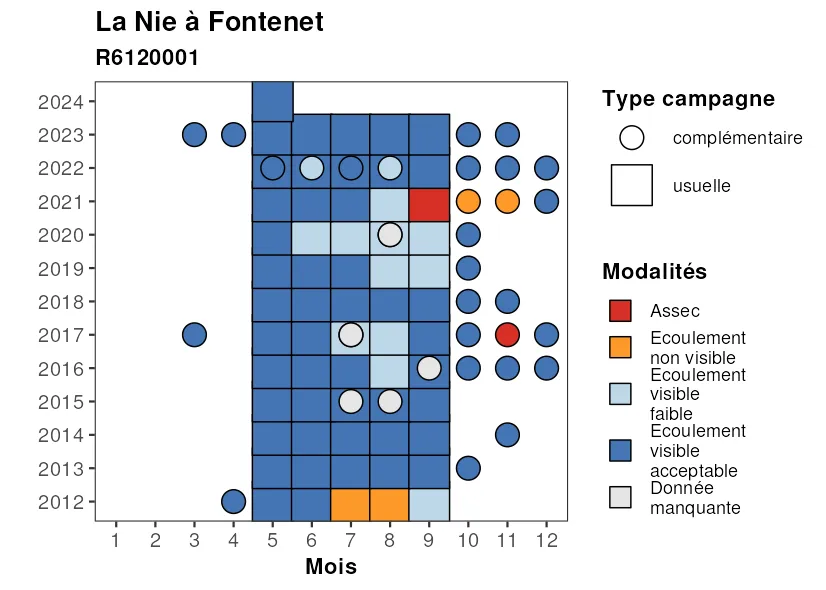 La Nie à Fontenet
R6120001
2024
2023
2022
2021
2020
2019
2018
2017
2016
2015
2014
2013
2012
1 2 3 4 5 6 7 8 9 10 11 12
Mois
Type campagne
complémentaire
usuelle
Modalités
Assec
Ecoulement
non visible
Ecoulement
visible
faible
Ecoulement
visible
acceptable
Donnée
manquante